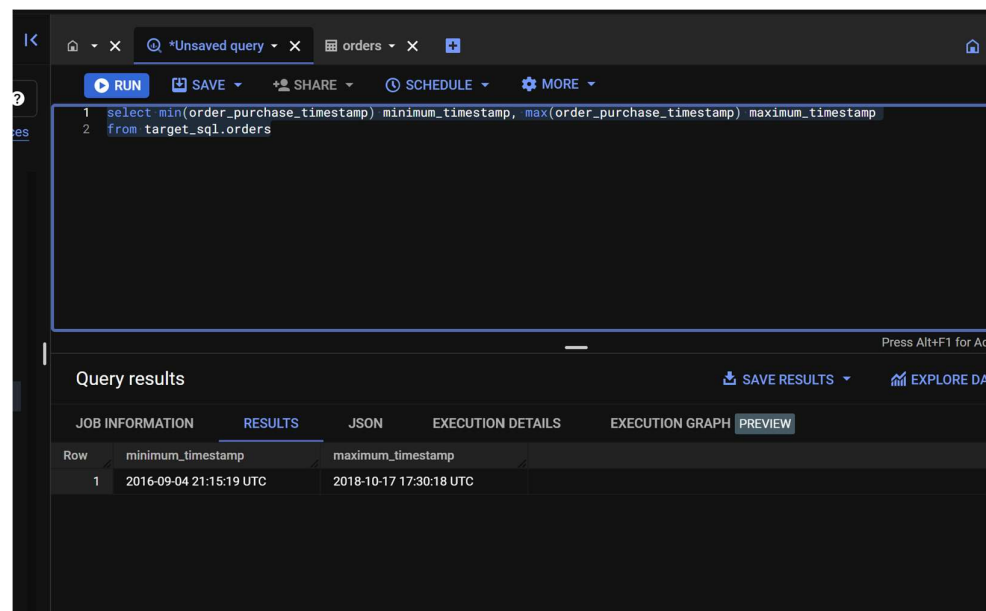 *Unsaved query
orders
RUN SAVE SHARE SCHEDULE MORE
ces
1 select min(order_purchase_timestamp) minimum_timestamp, max(order_purchase_timestamp) maximum_timestamp
2 from target_sql.orders
Press Alt+F1 for Ac
Query results
SAVE RESULTS
EXPLORE DA
JOB INFORMATION RESULTS JSON EXECUTION DETAILS EXECUTION GRAPH PREVIEW
Row minimum_timestamp maximum_timestamp
1 2016-09-04 21:15:19 UTC 2018-10-17 17:30:18 UTC